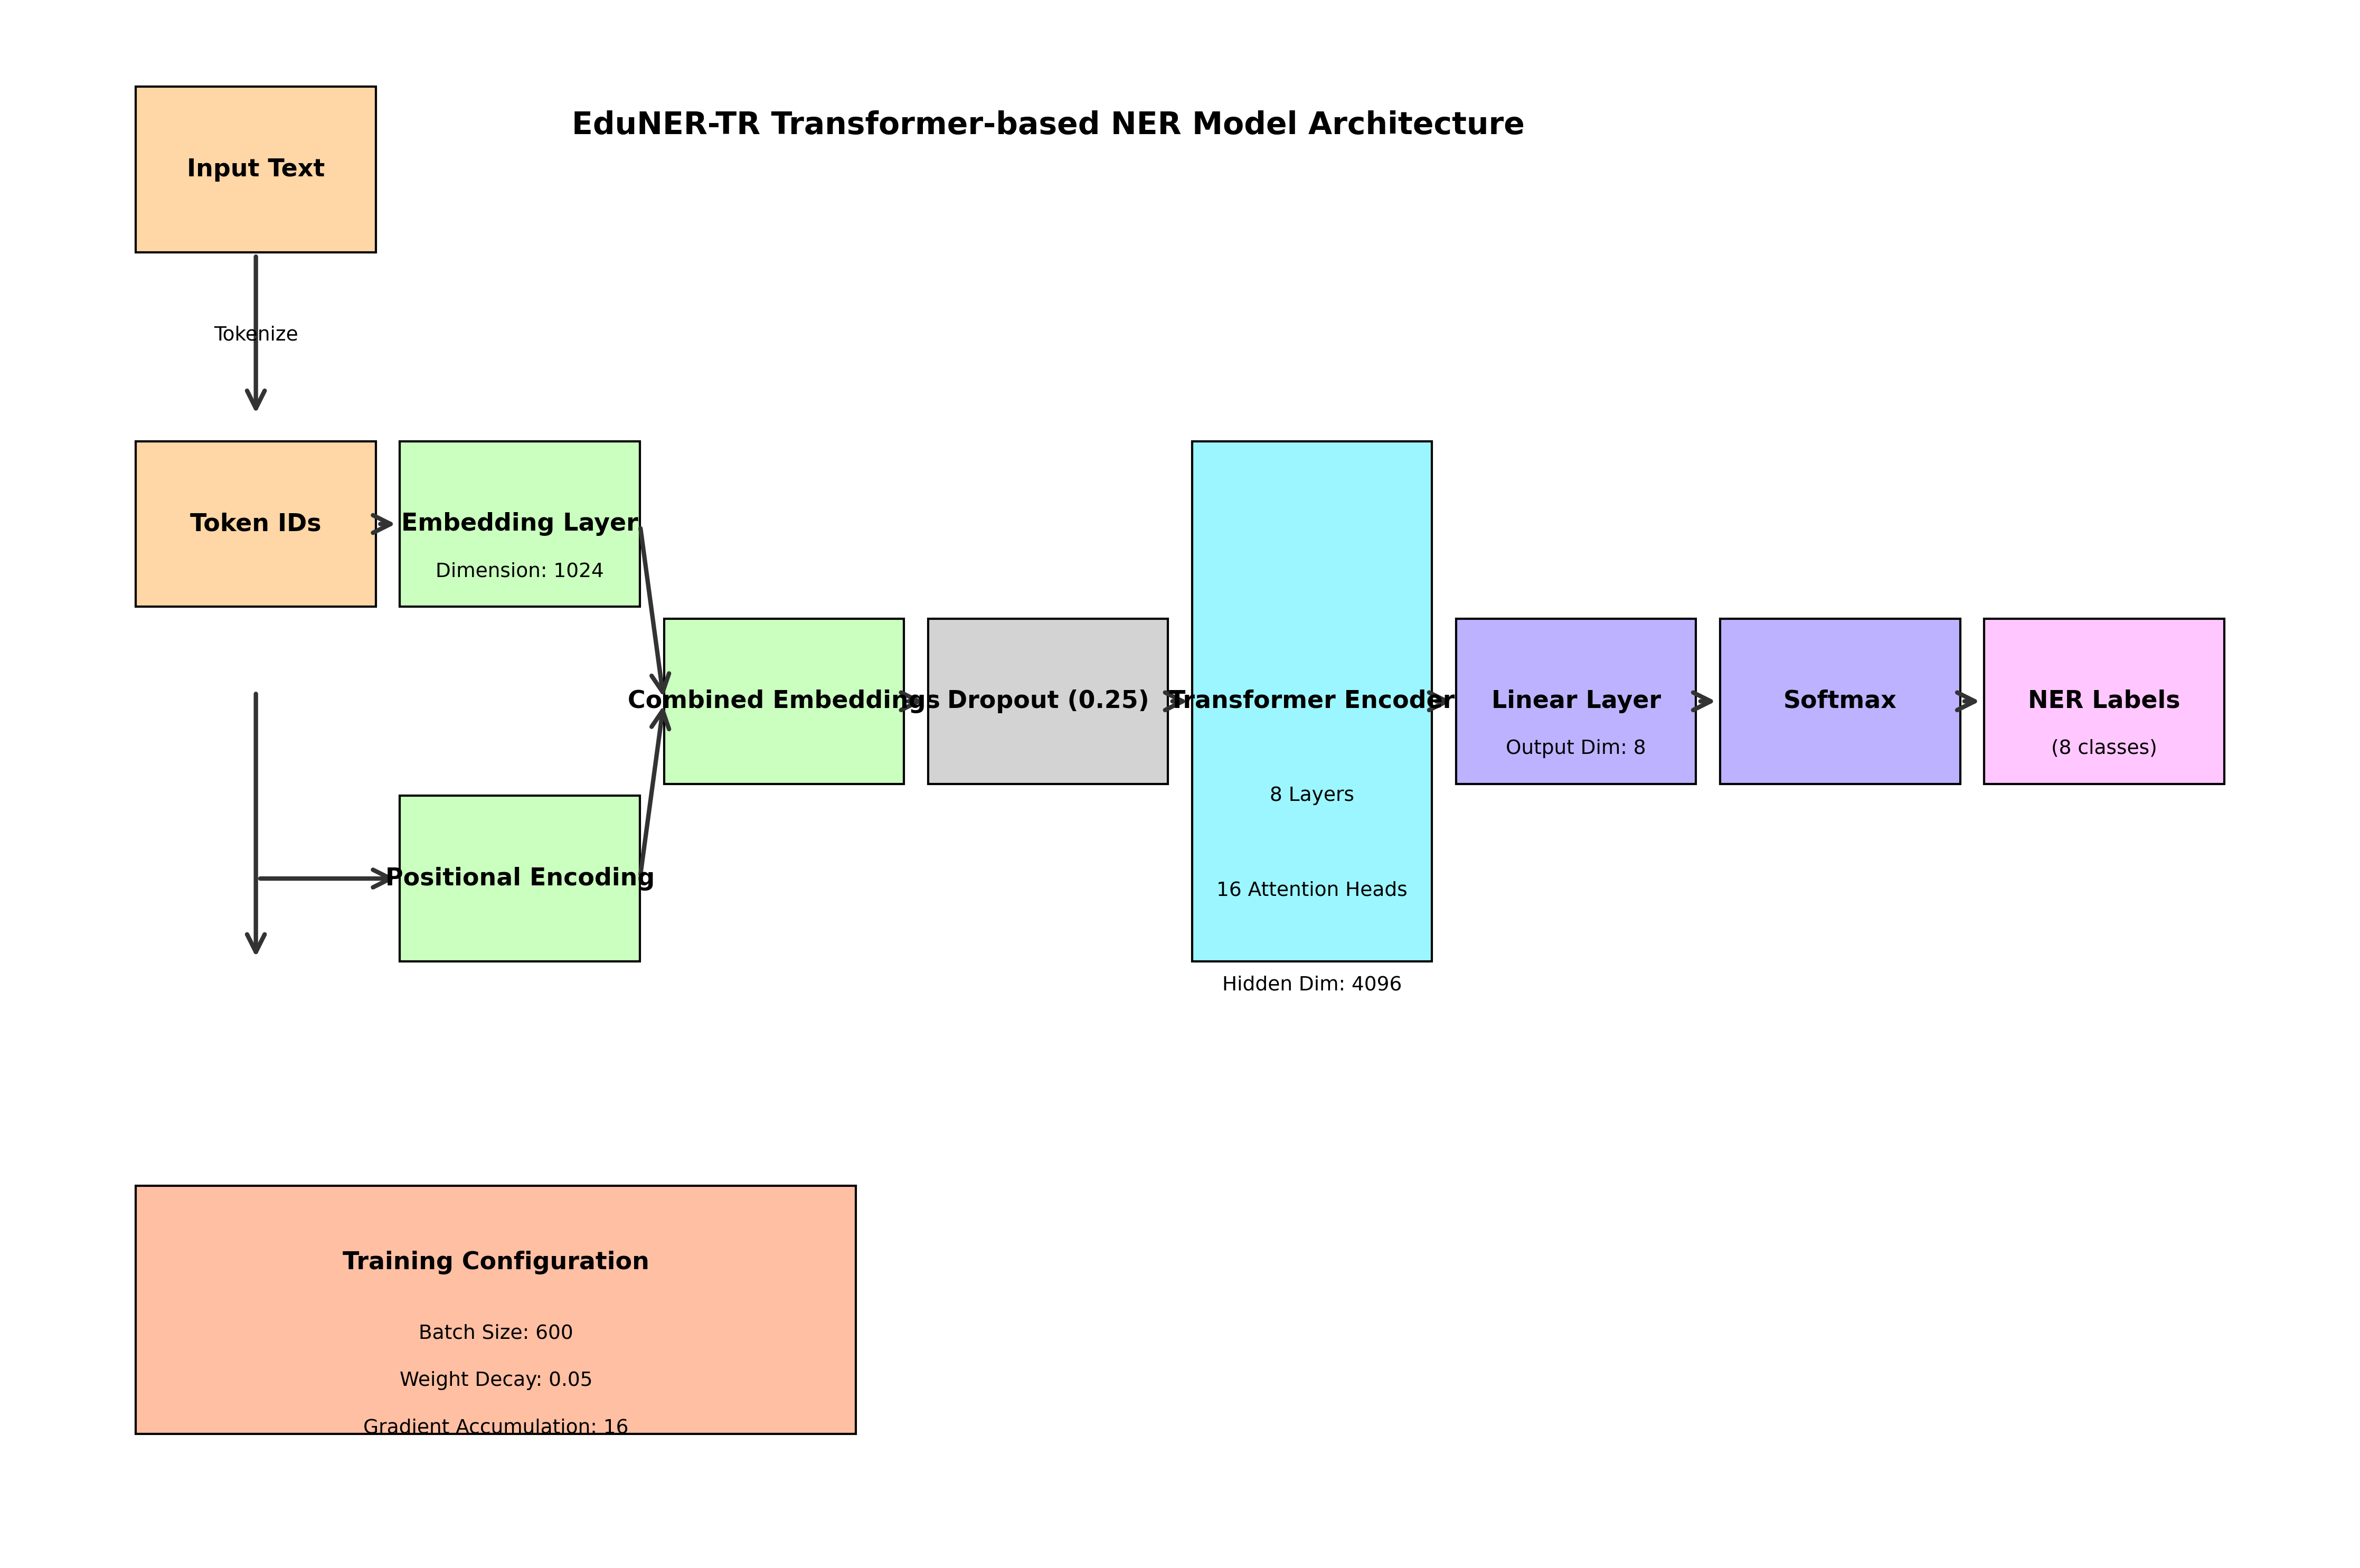 EduNER-TR Transformer-based NER Model Architecture
Input Text
Tokenize
Token IDs
Embedding Layer
Dimension: 1024
Positional Encoding
Combined Embeddings
Dropout (0.25)
Transformer Encoder
8 Layers
16 Attention Heads
Hidden Dim: 4096
Linear Layer
Output Dim: 8
Softmax
NER Labels
(8 classes)
Training Configuration
Batch Size: 600
Weight Decay: 0.05
Gradient Accumulation: 16